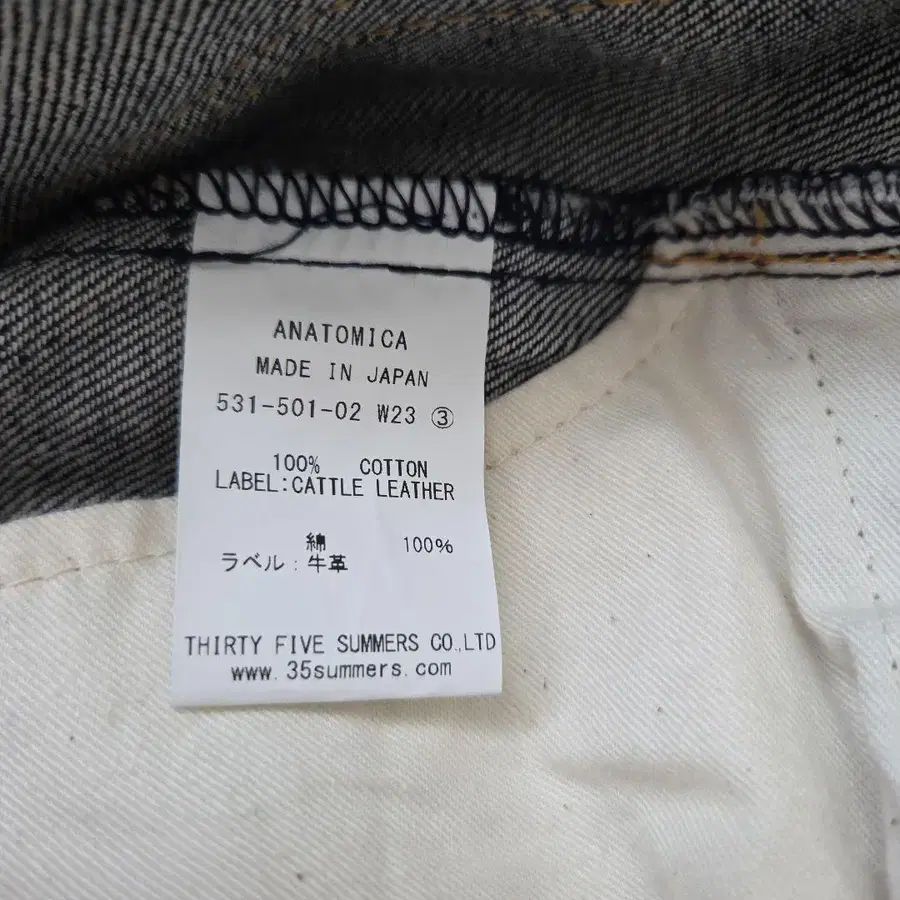 ANATOMICA
MADE IN JAPAN
531-501-02 W23 ③
100% COTTON
LABEL:CATTLE LEATHER
綿 100%
ラベル：牛革
THIRTY FIVE SUMMERS CO.,LTD
www.35summers.com